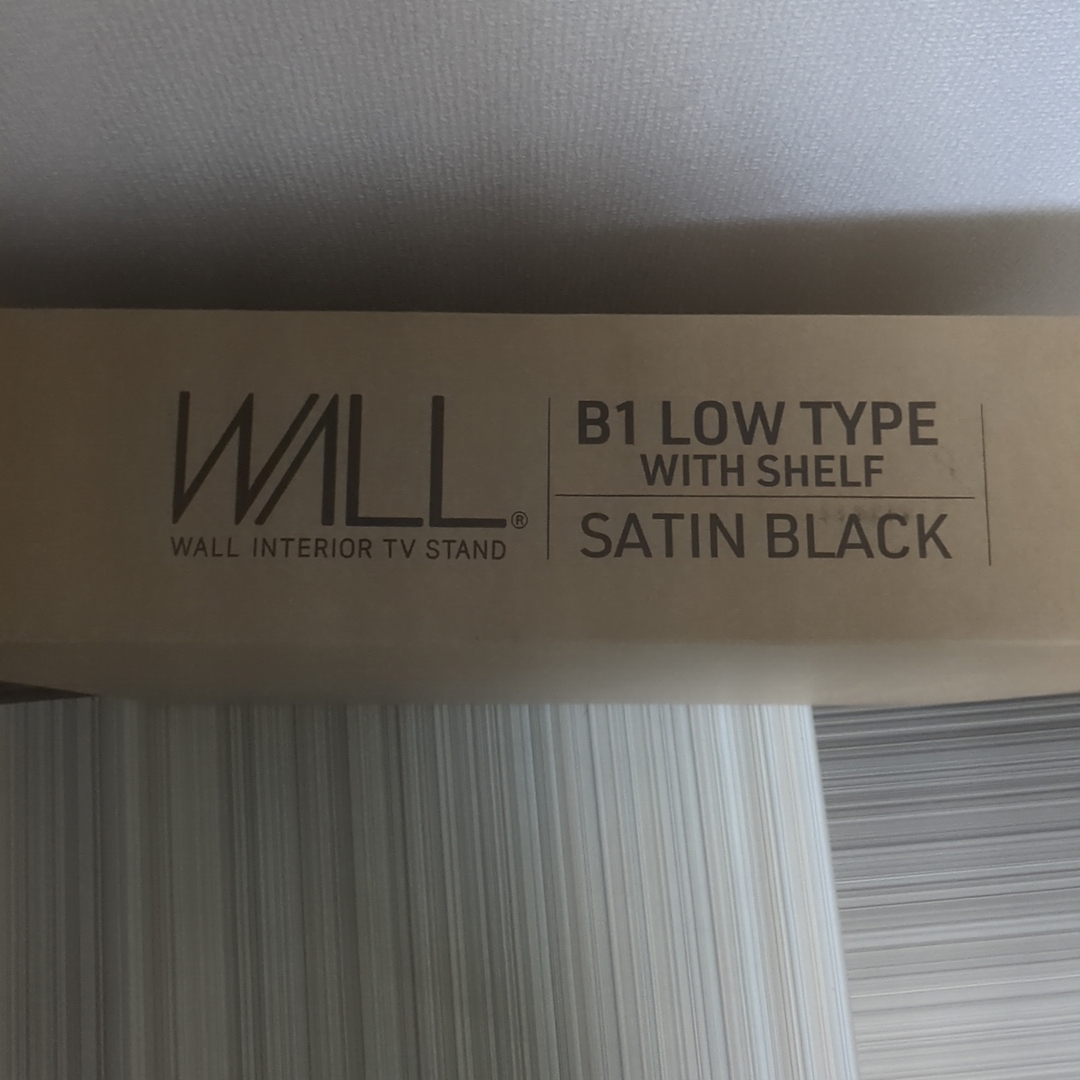 WALL®
WALL INTERIOR TV STAND
B1 LOW TYPE
WITH SHELF
SATIN BLACK